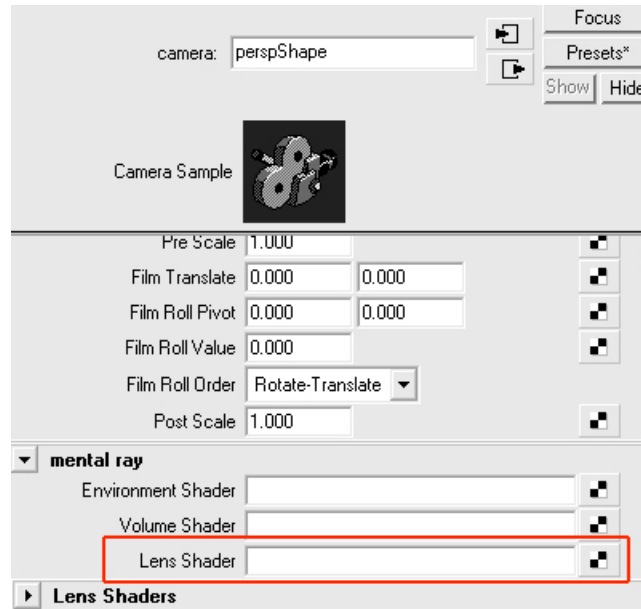 Focus
camera: perspShape
Presets*
Show Hide
Camera Sample
Pre Scale 1.000
Film Translate 0.000 0.000
Film Roll Pivot 0.000 0.000
Film Roll Value 0.000
Film Roll Order Rotate-Translate
Post Scale 1.000
mental ray
Environment Shader
Volume Shader
Lens Shader
Lens Shaders